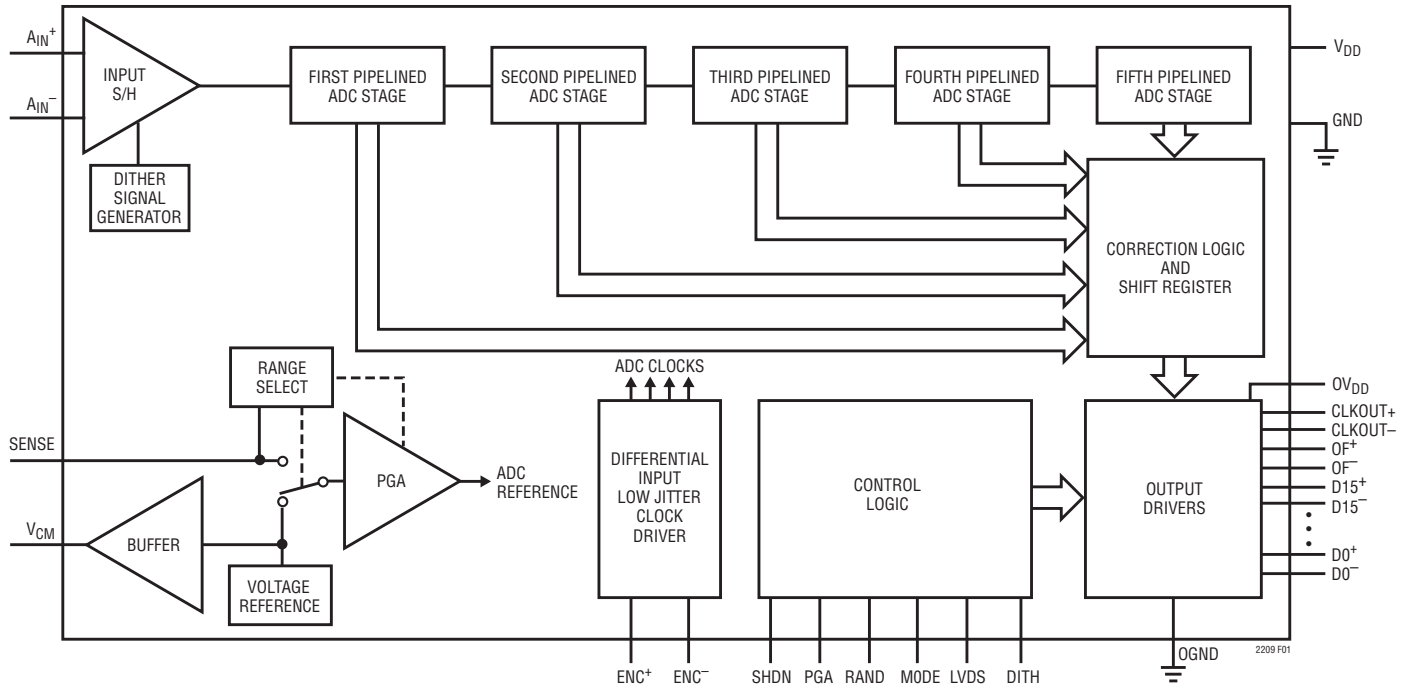 AIN+
AIN–
INPUT
S/H
DITHER
SIGNAL
GENERATOR
FIRST PIPELINED
ADC STAGE
SECOND PIPELINED
ADC STAGE
THIRD PIPELINED
ADC STAGE
FOURTH PIPELINED
ADC STAGE
FIFTH PIPELINED
ADC STAGE
VDD
GND
CORRECTION LOGIC
AND
SHIFT REGISTER
RANGE
SELECT
SENSE
PGA
ADC
REFERENCE
VCM
BUFFER
VOLTAGE
REFERENCE
ADC CLOCKS
DIFFERENTIAL
INPUT
LOW JITTER
CLOCK
DRIVER
CONTROL
LOGIC
OUTPUT
DRIVERS
OVDD
CLKOUT+
CLKOUT–
OF+
OF–
D15+
D15–
D0+
D0–
ENC+
ENC–
SHDN
PGA
RAND
MODE
LVDS
DITH
OGND
2209 F01